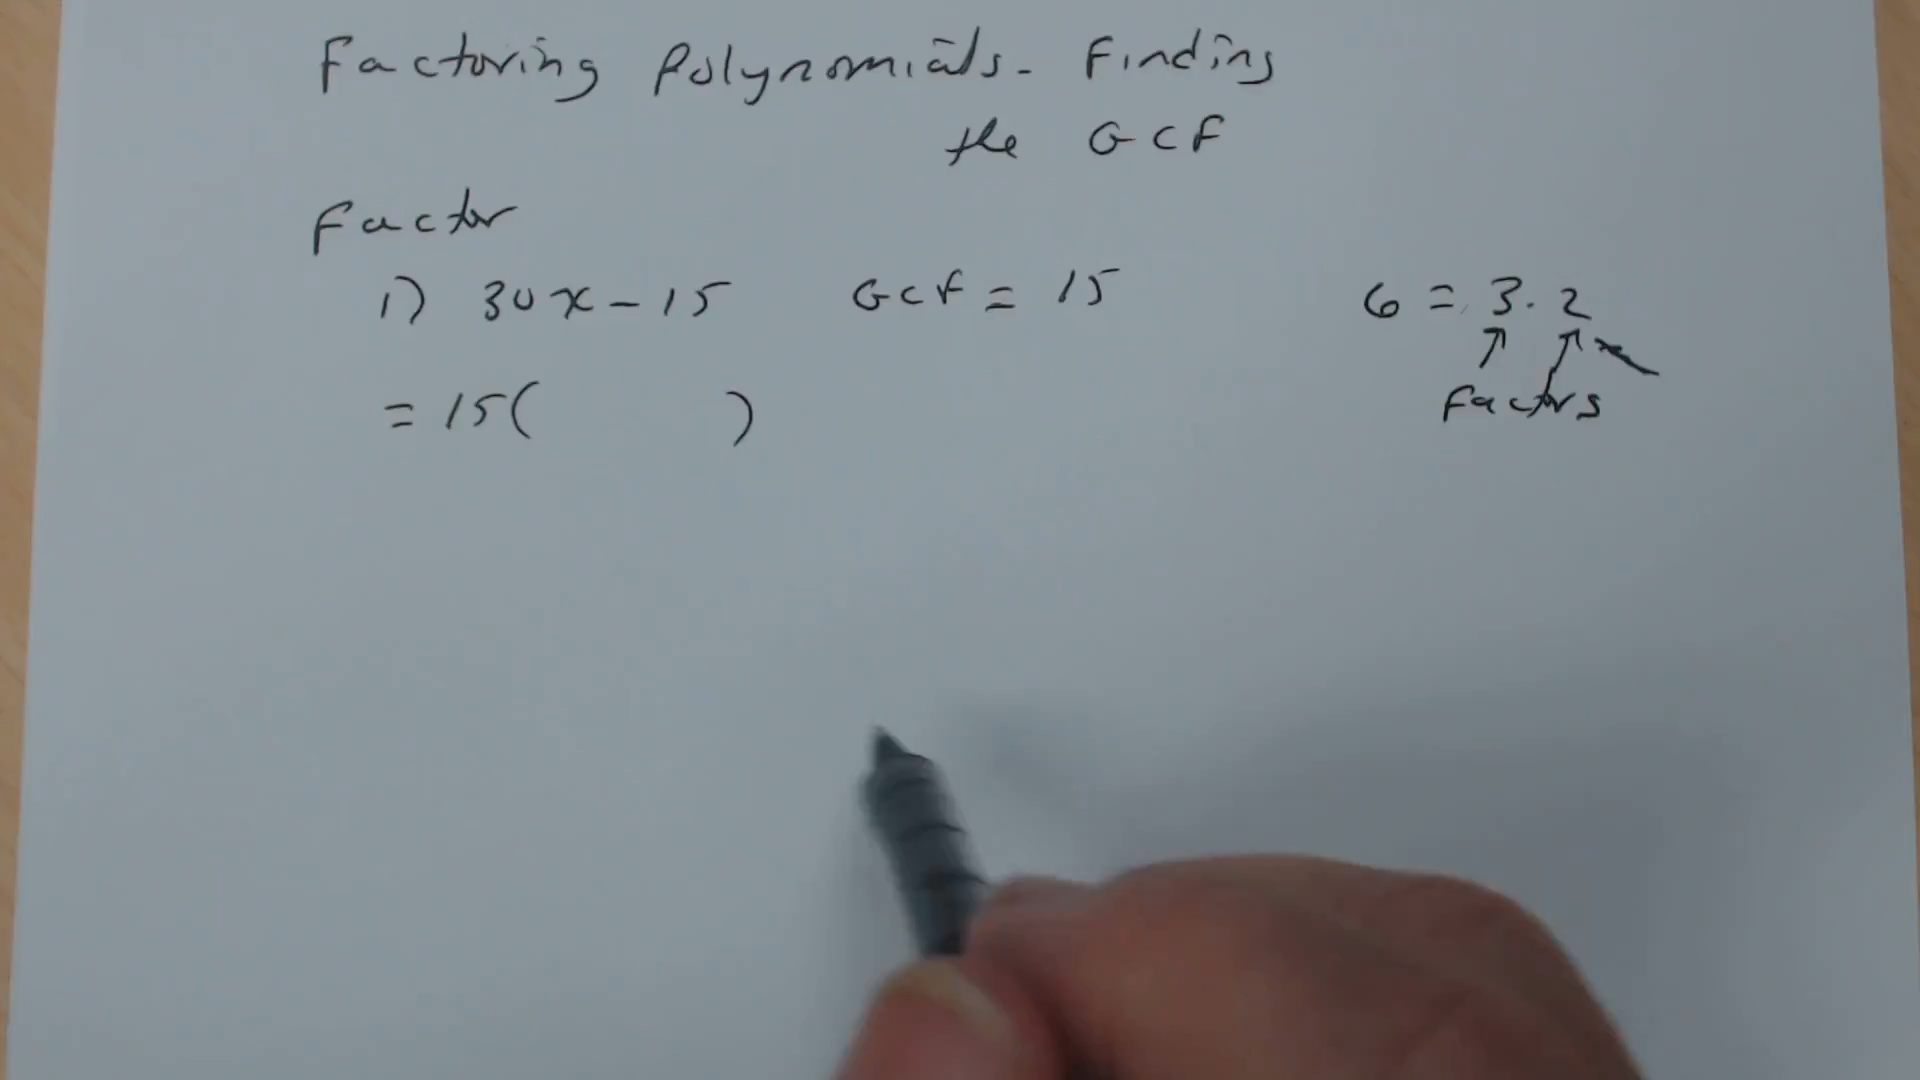 Factoring Polynomials - Finding
the GCF
Factor
1) 30x - 15 GCF = 15 6 = 3 · 2
= 15( ) Factors